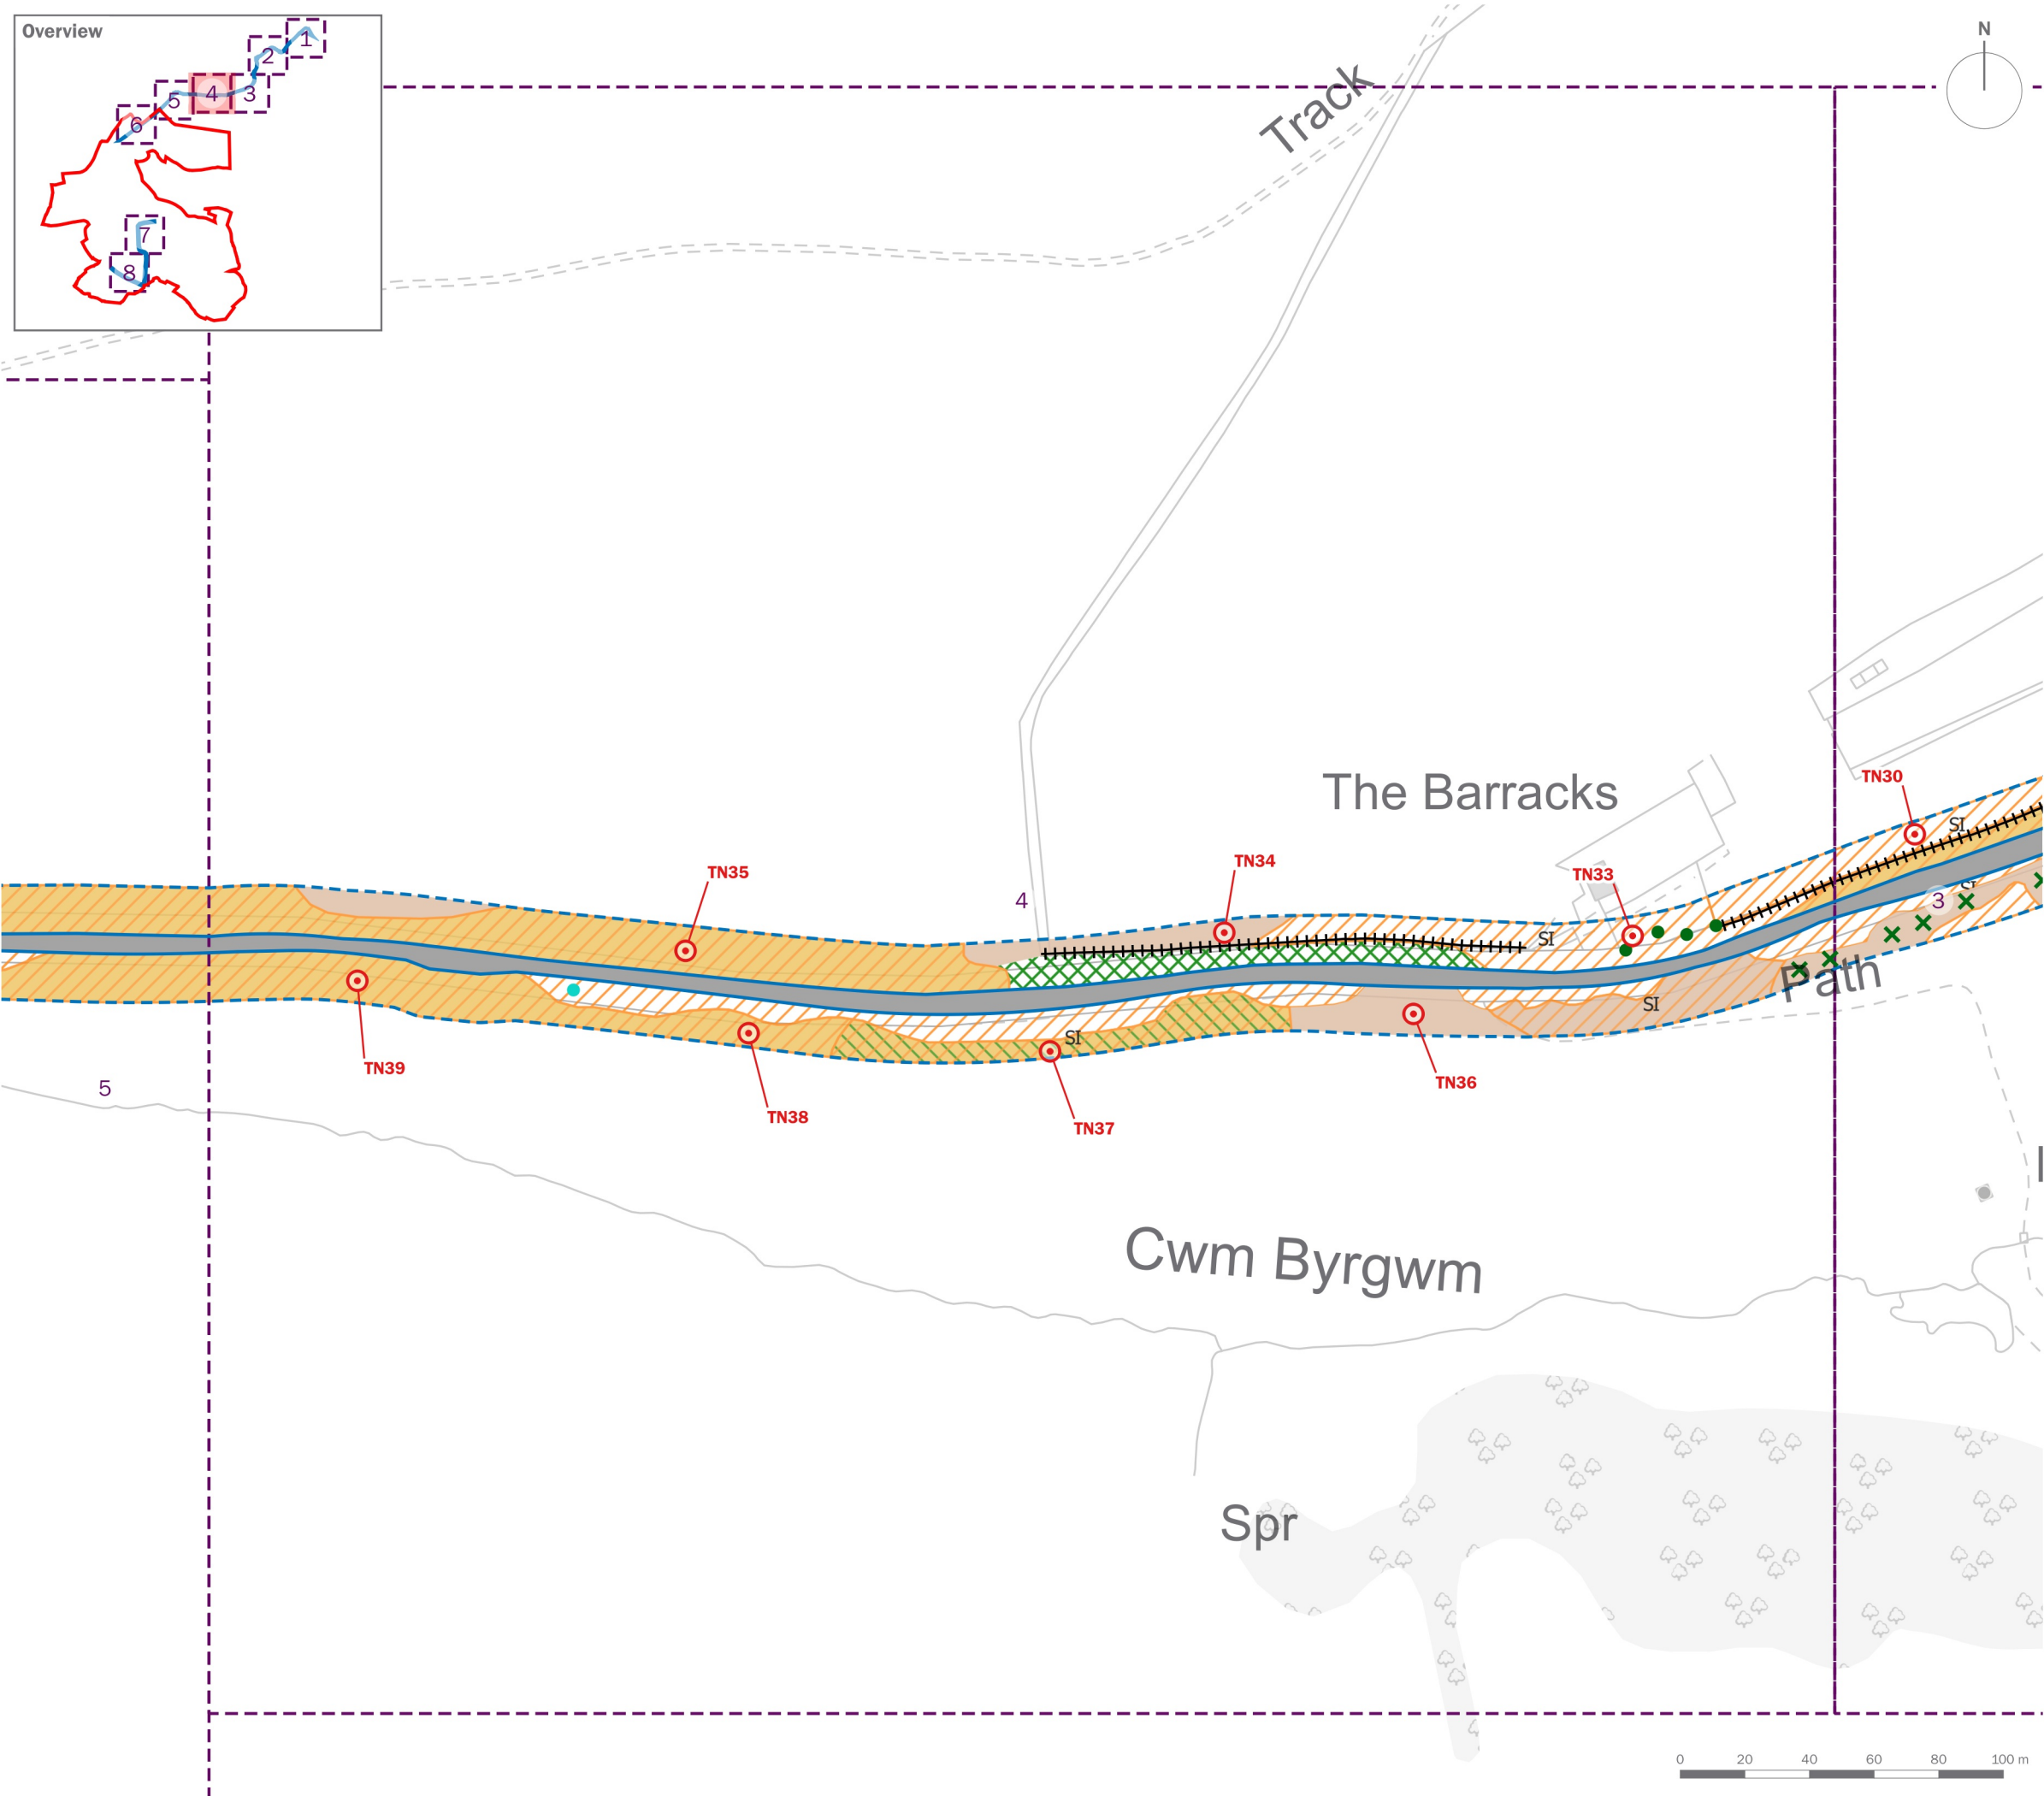 Overview
1
2
3
4
5
6
7
8
N
Track
The Barracks
TN30
SI
TN33
TN34
TN35
4
3
SI
SI
SI
Path
TN39
TN38
TN37
TN36
5
Cwm Byrgwm
Spr
0 20 40 60 80 100 m